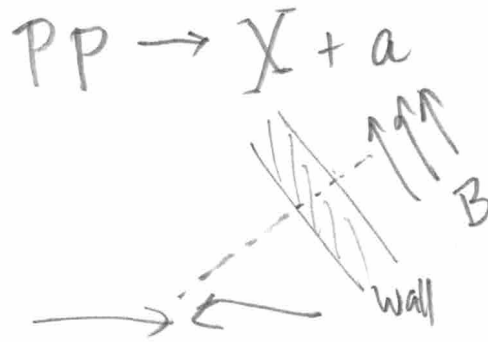 pp → X + a
B
Wall